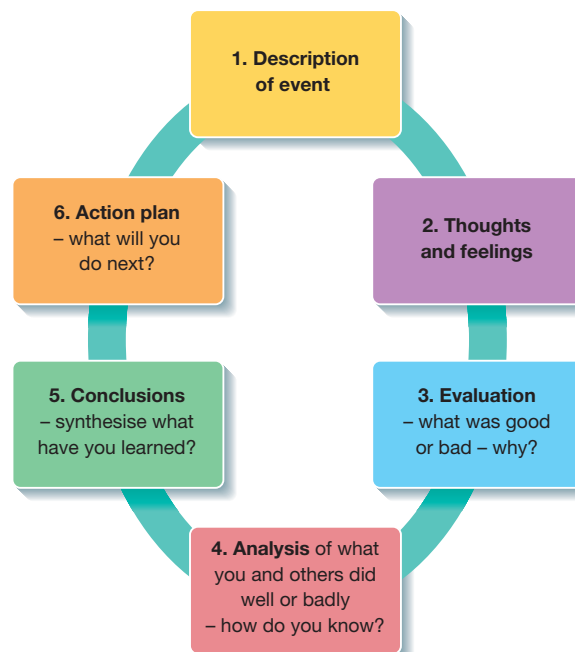 1. Description
of event
2. Thoughts
and feelings
3. Evaluation
– what was good
or bad – why?
4. Analysis of what
you and others did
well or badly
– how do you know?
5. Conclusions
– synthesise what
have you learned?
6. Action plan
– what will you
do next?